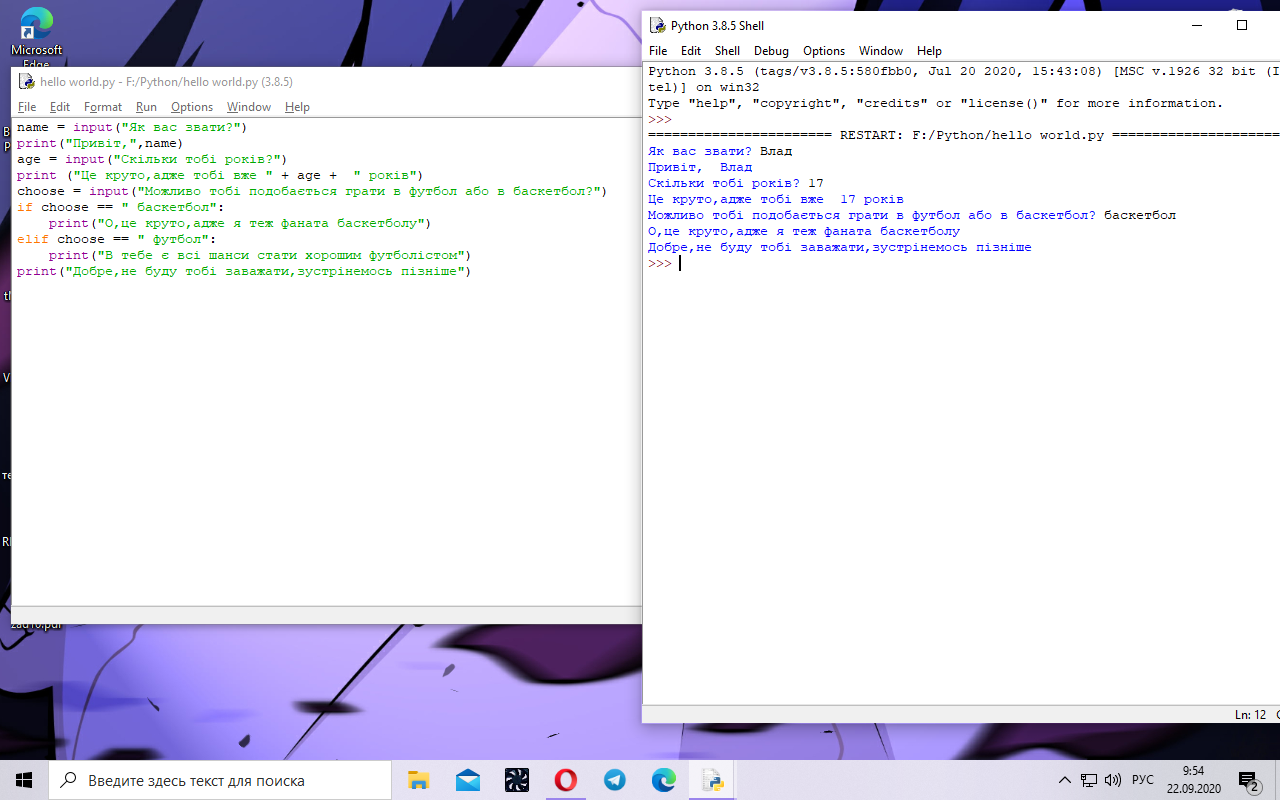 Microsoft
Edge
hello world.py - F:/Python/hello world.py (3.8.5)
File Edit Format Run Options Window Help
name = input("Як вас звати?")
print("Привіт,",name)
age = input("Скільки тобі років?")
print ("Це круто,адже тобі вже " + age +  " років")
choose = input("Можливо тобі подобається грати в футбол або в баскетбол?")
if choose == " баскетбол":
    print("О,це круто,адже я теж фаната баскетболу")
elif choose == " футбол":
    print("В тебе є всі шанси стати хорошим футболістом")
print("Добре,не буду тобі заважати,зустрінемось пізніше")
Python 3.8.5 Shell
File Edit Shell Debug Options Window Help
Python 3.8.5 (tags/v3.8.5:580fbb0, Jul 20 2020, 15:43:08) [MSC v.1926 32 bit (I
tel)] on win32
Type "help", "copyright", "credits" or "license()" for more information.
>>>
======================= RESTART: F:/Python/hello world.py =====================
Як вас звати? Влад
Привіт,  Влад
Скільки тобі років? 17
Це круто,адже тобі вже  17 років
Можливо тобі подобається грати в футбол або в баскетбол? баскетбол
О,це круто,адже я теж фаната баскетболу
Добре,не буду тобі заважати,зустрінемось пізніше
>>>
Ln: 12
Введите здесь текст для поиска
РУС
9:54
22.09.2020
2